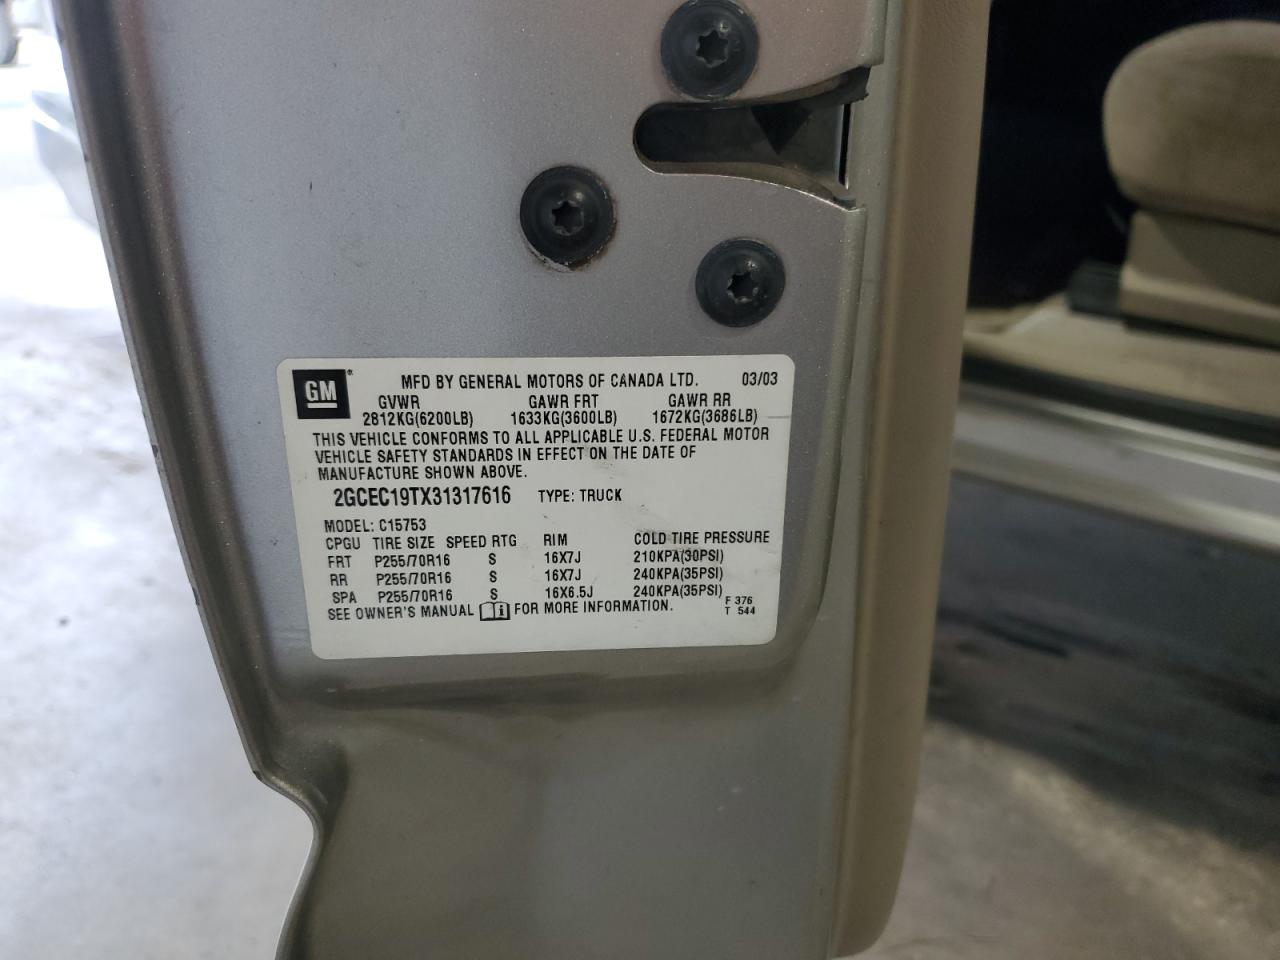 GM® MFD BY GENERAL MOTORS OF CANADA LTD. 03/03
GVWR GAWR FRT GAWR RR
2812KG(6200LB) 1633KG(3600LB) 1672KG(3686LB)
THIS VEHICLE CONFORMS TO ALL APPLICABLE U.S. FEDERAL MOTOR
VEHICLE SAFETY STANDARDS IN EFFECT ON THE DATE OF
MANUFACTURE SHOWN ABOVE.
2GCEC19TX31317616 TYPE: TRUCK
MODEL: C15753
CPGU TIRE SIZE SPEED RTG RIM COLD TIRE PRESSURE
FRT P255/70R16 S 16X7J 210KPA(30PSI)
RR P255/70R16 S 16X7J 240KPA(35PSI)
SPA P255/70R16 S 16X6.5J 240KPA(35PSI)
SEE OWNER'S MANUAL i FOR MORE INFORMATION. F 376
T 544